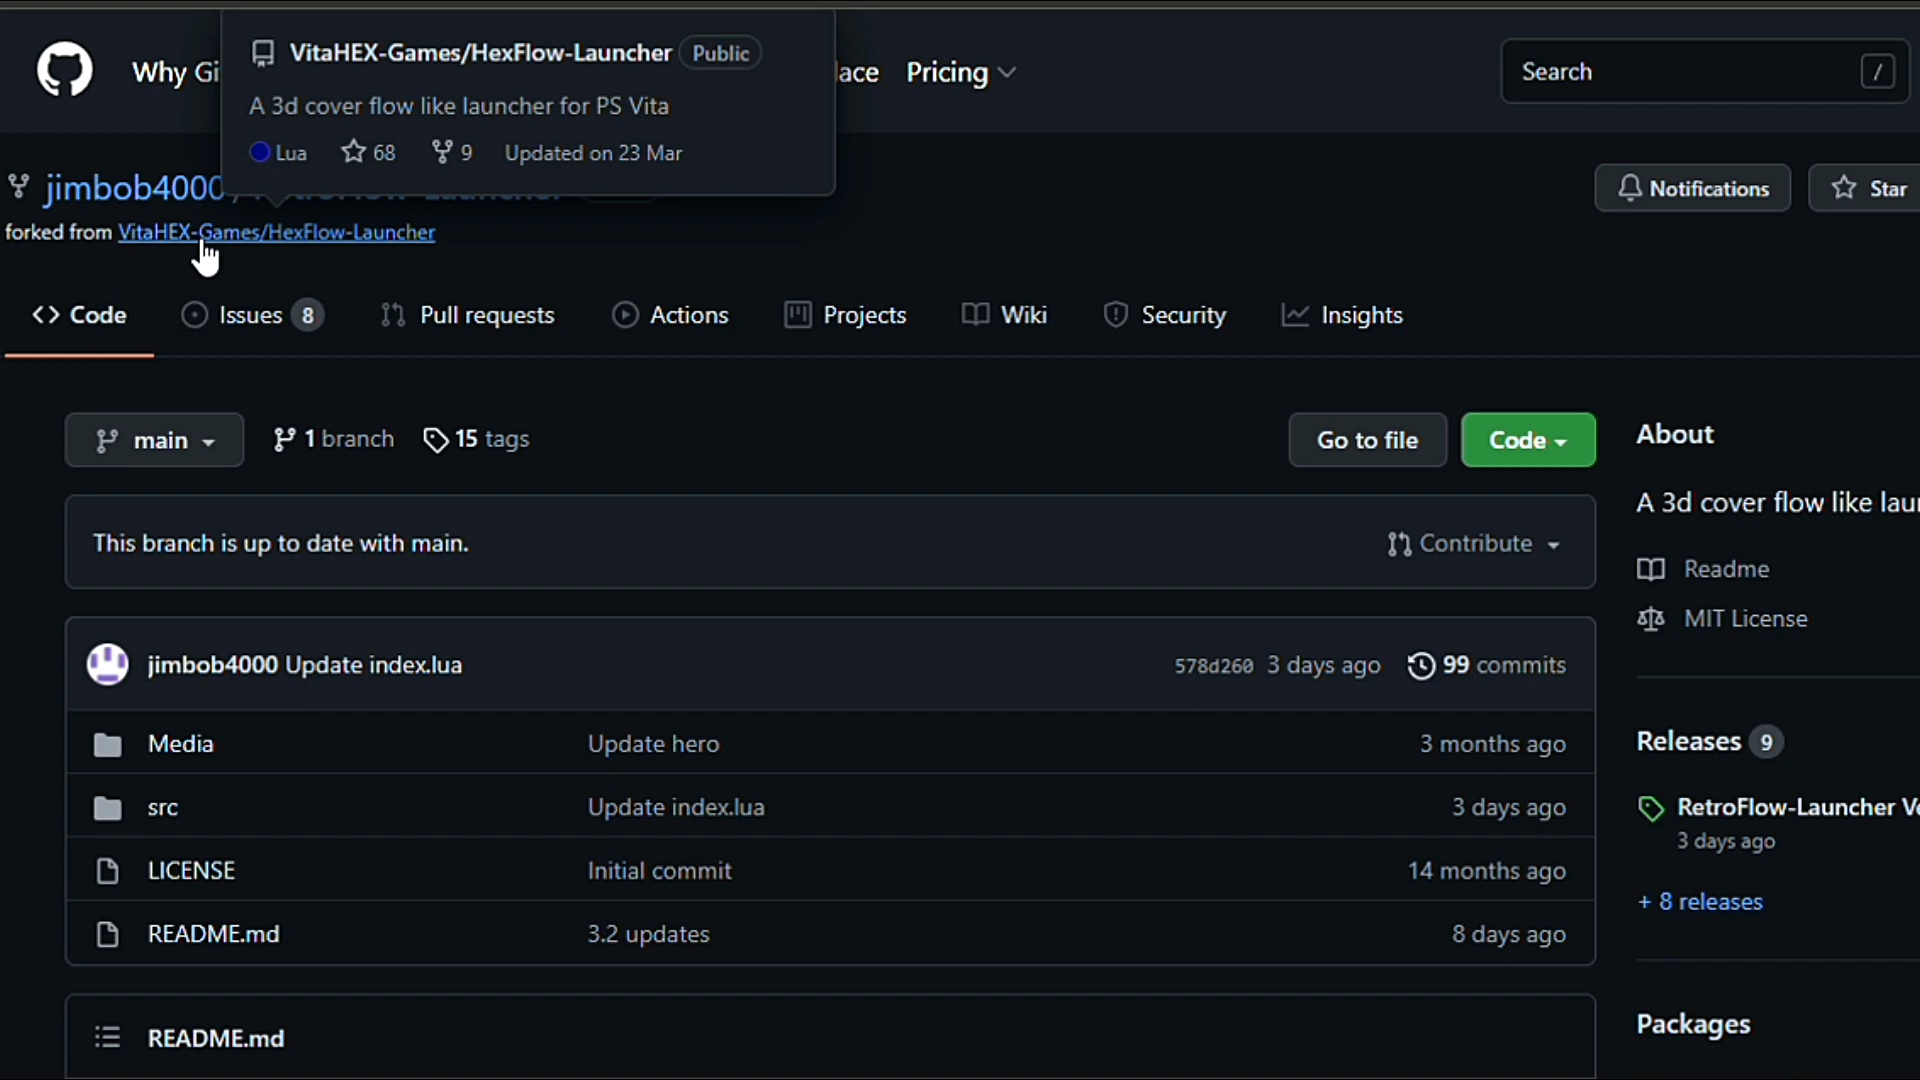 VitaHEX-Games/HexFlow-Launcher Public
Why Gi
lace Pricing
Search /
A 3d cover flow like launcher for PS Vita
Lua 68 9 Updated on 23 Mar
jimbob4000/
Notifications Star
forked from VitaHEX-Games/HexFlow-Launcher
Code Issues 8 Pull requests Actions Projects Wiki Security Insights
main 1 branch 15 tags Go to file Code
About
A 3d cover flow like laun
This branch is up to date with main. Contribute
Readme
MIT License
jimbob4000 Update index.lua 578d260 3 days ago 99 commits
Media Update hero 3 months ago
Releases 9
src Update index.lua 3 days ago
RetroFlow-Launcher Ve
3 days ago
LICENSE Initial commit 14 months ago
+ 8 releases
README.md 3.2 updates 8 days ago
Packages
README.md